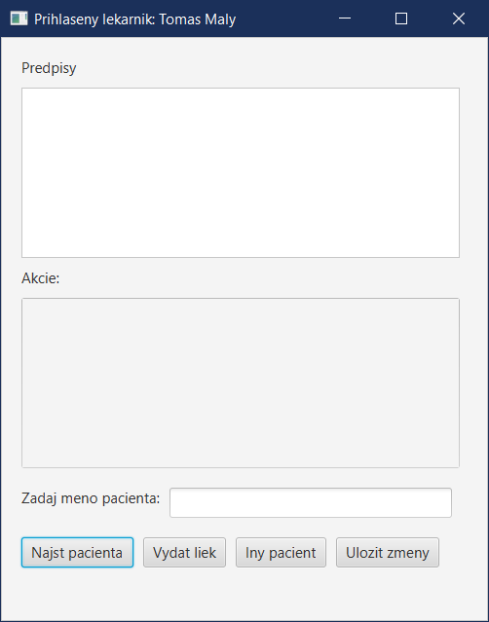 Prihlaseny lekarnik: Tomas Maly
Predpisy
Akcie:
Zadaj meno pacienta:
Najst pacienta Vydat liek Iny pacient Ulozit zmeny